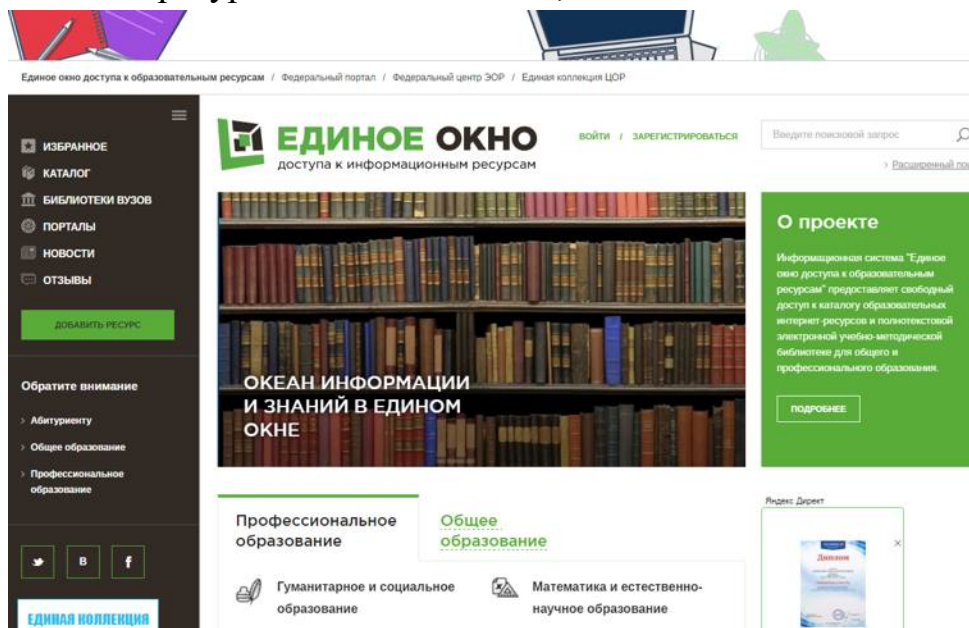 Единое окно доступа к образовательным ресурсам / Федеральный портал / Федеральный центр ЭОР / Единая коллекция ЦОР
ИЗБРАННОЕ
КАТАЛОГ
БИБЛИОТЕКИ ВУЗОВ
ПОРТАЛЫ
НОВОСТИ
ОТЗЫВЫ
ДОБАВИТЬ РЕСУРС
Обратите внимание
> Абитуриенту
> Общее образование
> Профессиональное
образование
В
f
ЕДИНАЯ КОЛЛЕКЦИЯ
ЕДИНОЕ ОКНО
доступа к информационным ресурсам
ВОЙТИ / ЗАРЕГИСТРИРОВАТЬСЯ
Введите поисковой запрос
> Расширенный
ОКЕАН ИНФОРМАЦИИ
И ЗНАНИЙ В ЕДИНОМ
ОКНЕ
О проекте
Информационная система "Единое
окно доступа к образовательным
ресурсам" предоставляет свободный
доступ к каталогу образовательных
интернет-ресурсов и полнотекстовой
электронной учебно-методической
библиотеке для общего и
профессионального образования.
ПОДРОБНЕЕ
Профессиональное
образование
Общее
образование
Гуманитарное и социальное
образование
Математика и естественно-
научное образование
Яндекс Директ
Диплом